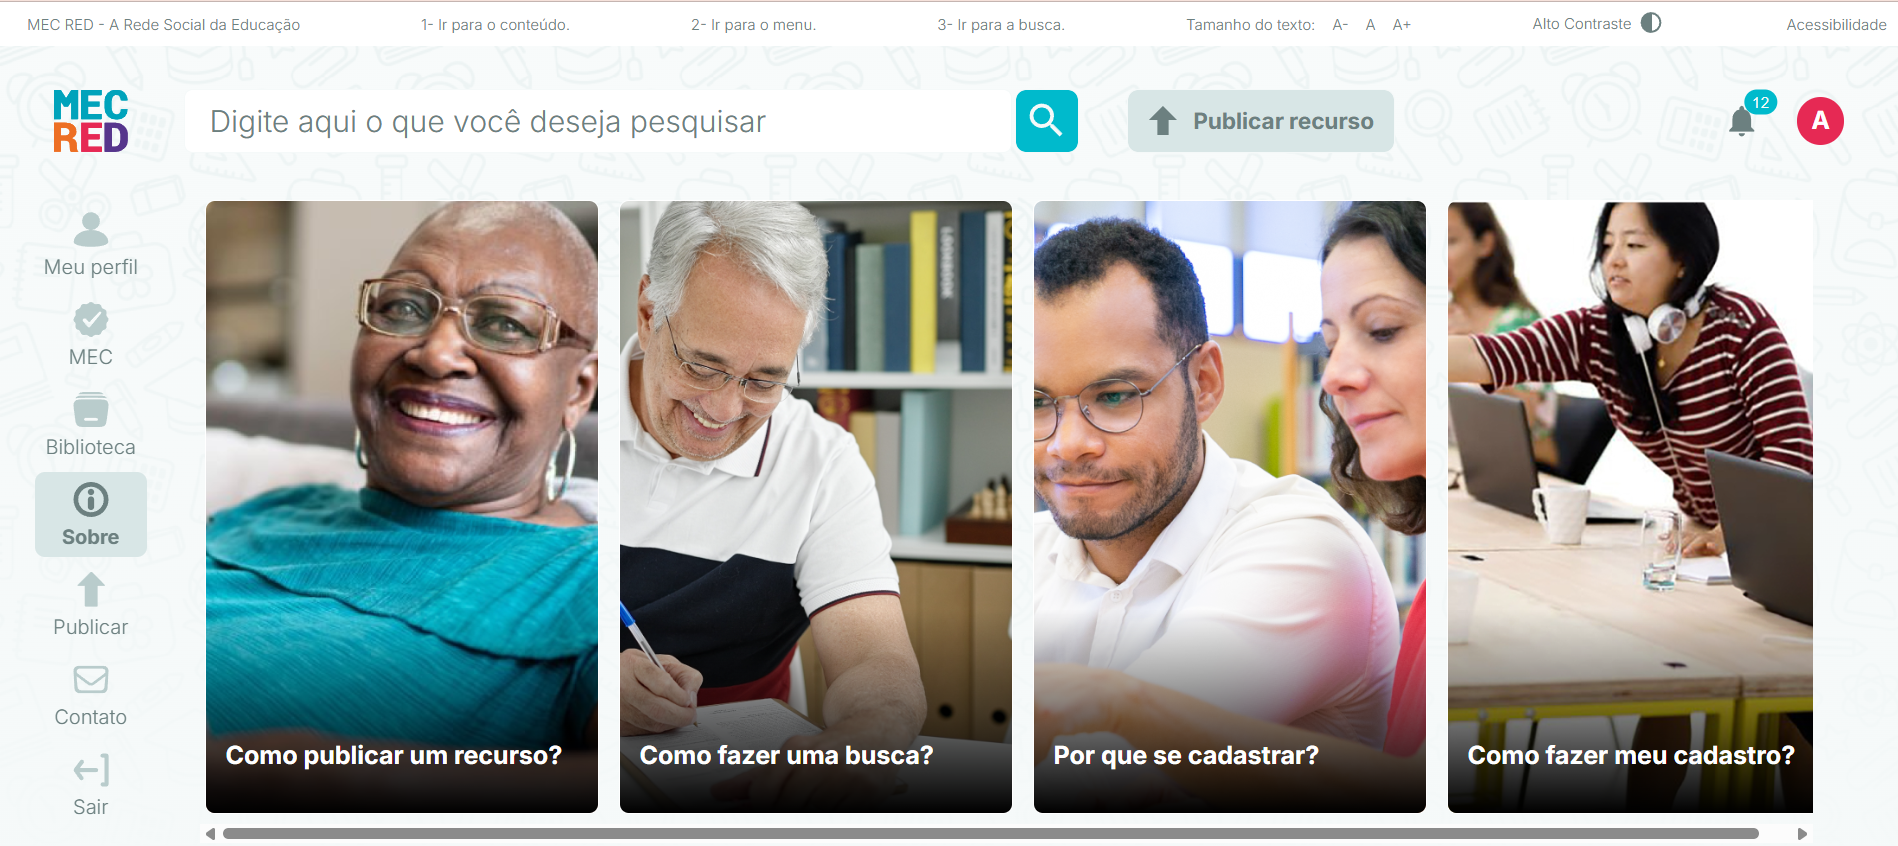 MEC RED - A Rede Social da Educação
1- Ir para o conteúdo.
2- Ir para o menu.
3- Ir para a busca.
Tamanho do texto: A- A A+
Alto Contraste
Acessibilidade
MEC
RED
Digite aqui o que você deseja pesquisar
Publicar recurso
12
A
Meu perfil
MEC
Biblioteca
Sobre
Publicar
Contato
Sair
LOGBOOK
Como publicar um recurso?
Como fazer uma busca?
Por que se cadastrar?
Como fazer meu cadastro?